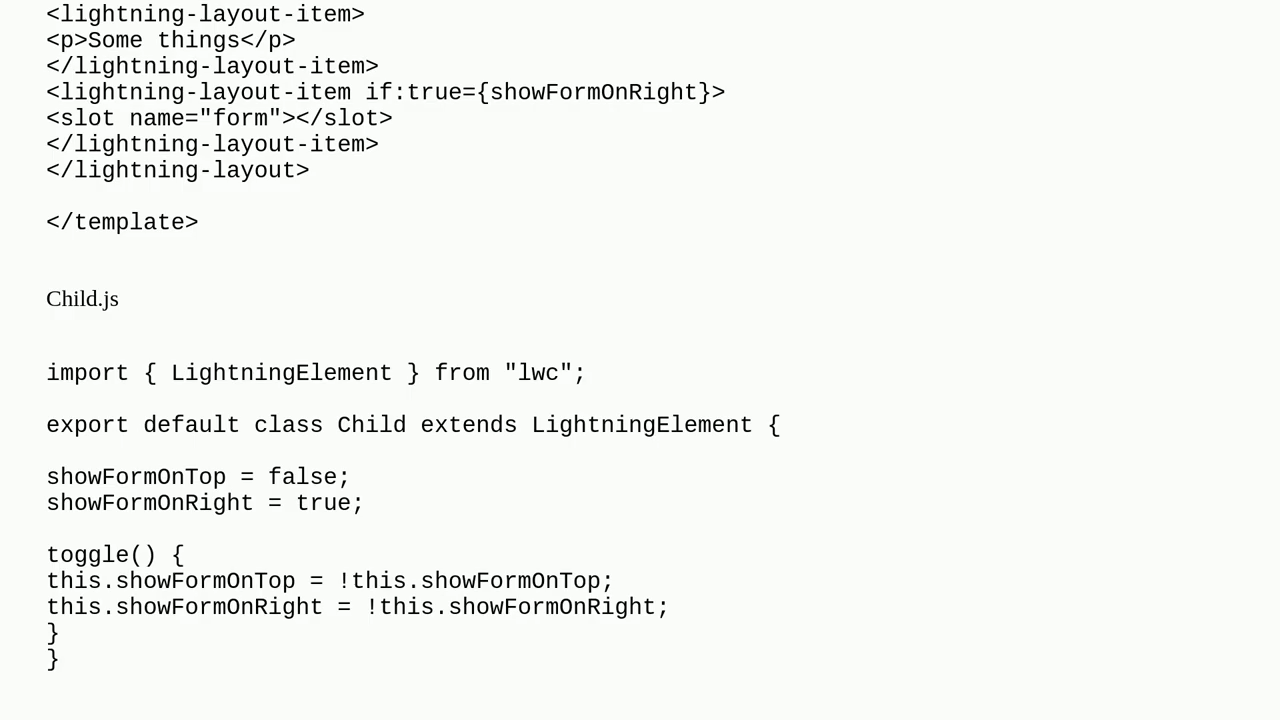 <lightning-layout-item>
<p>Some things</p>
</lightning-layout-item>
<lightning-layout-item if:true={showFormOnRight}>
<slot name="form"></slot>
</lightning-layout-item>
</lightning-layout>
</template>
Child.js
import { LightningElement } from "lwc";
export default class Child extends LightningElement {
showFormOnTop = false;
showFormOnRight = true;
toggle() {
this.showFormOnTop = !this.showFormOnTop;
this.showFormOnRight = !this.showFormOnRight;
}
}